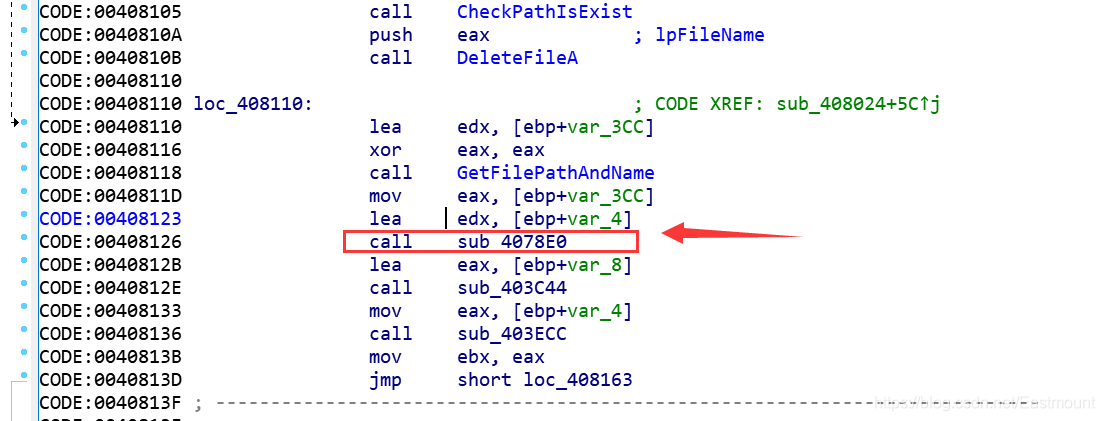 CODE:00408105 call CheckPathIsExist
CODE:0040810A push eax ; lpFileName
CODE:0040810B call DeleteFileA
CODE:00408110
CODE:00408110 loc_408110: ; CODE XREF: sub_408024+5C↑j
CODE:00408110 lea edx, [ebp+var_3CC]
CODE:00408116 xor eax, eax
CODE:00408118 call GetFilePathAndName
CODE:0040811D mov eax, [ebp+var_3CC]
CODE:00408123 lea edx, [ebp+var_4]
CODE:00408126 call sub_4078E0
CODE:0040812B lea eax, [ebp+var_8]
CODE:0040812E call sub_403C44
CODE:00408133 mov eax, [ebp+var_4]
CODE:00408136 call sub_403ECC
CODE:0040813B mov ebx, eax
CODE:0040813D jmp short loc_408163
CODE:0040813F ; ---------------------------------------------------------------------------
https://blog.csdn.net/Eastmount